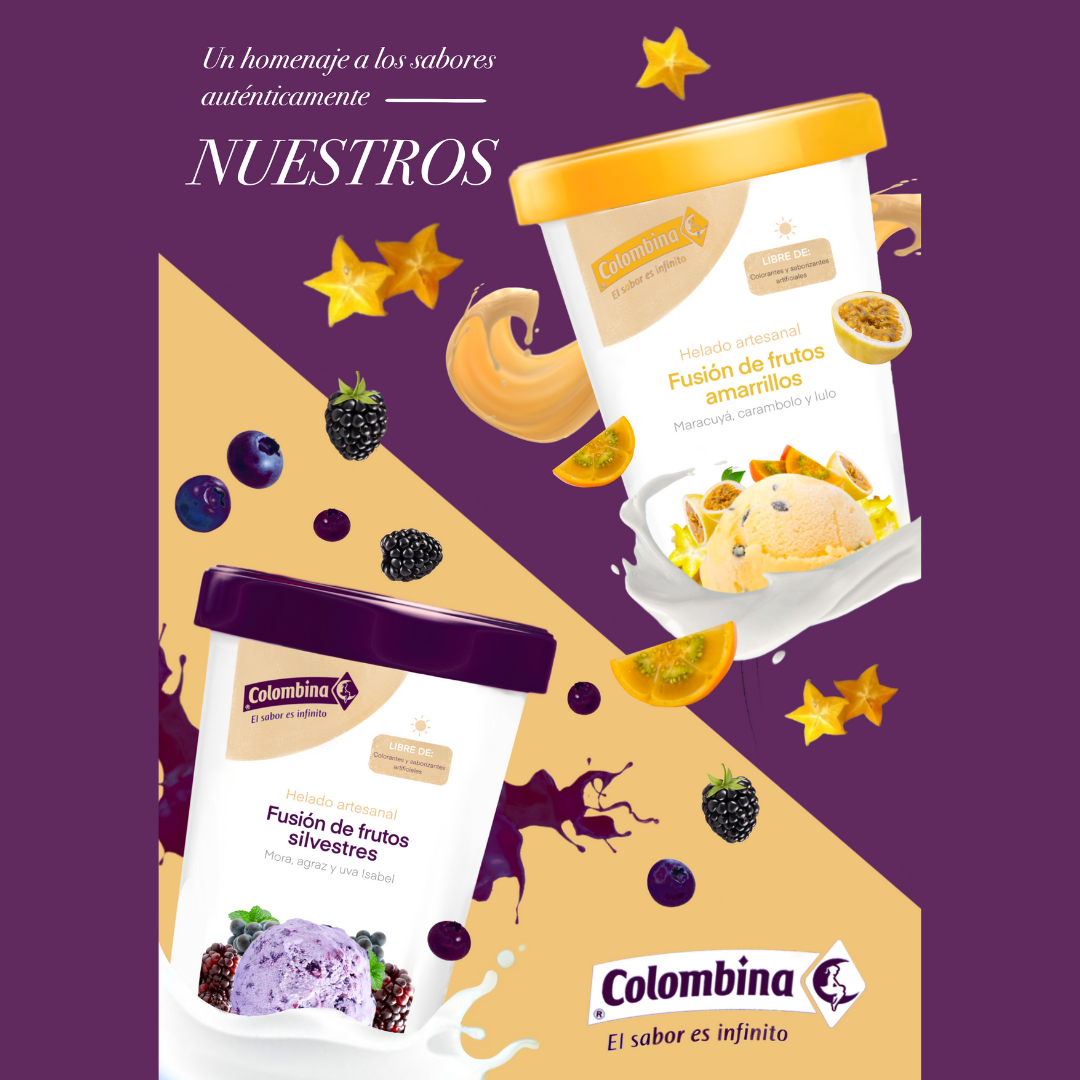 Un homenaje a los sabores
auténticamente
NUESTROS
Colombina
El sabor es infinito
LIBRE DE:
Colorantes y saborizantes
artificiales
Helado artesanal
Fusión de frutos
amarrillos
Maracuyá, carambolo y lulo
Colombina
®
El sabor es infinito
LIBRE DE:
Colorantes y saborizantes
artificiales
Helado artesanal
Fusión de frutos
silvestres
Mora, agraz y uva Isabel
Colombina
®
El sabor es infinito